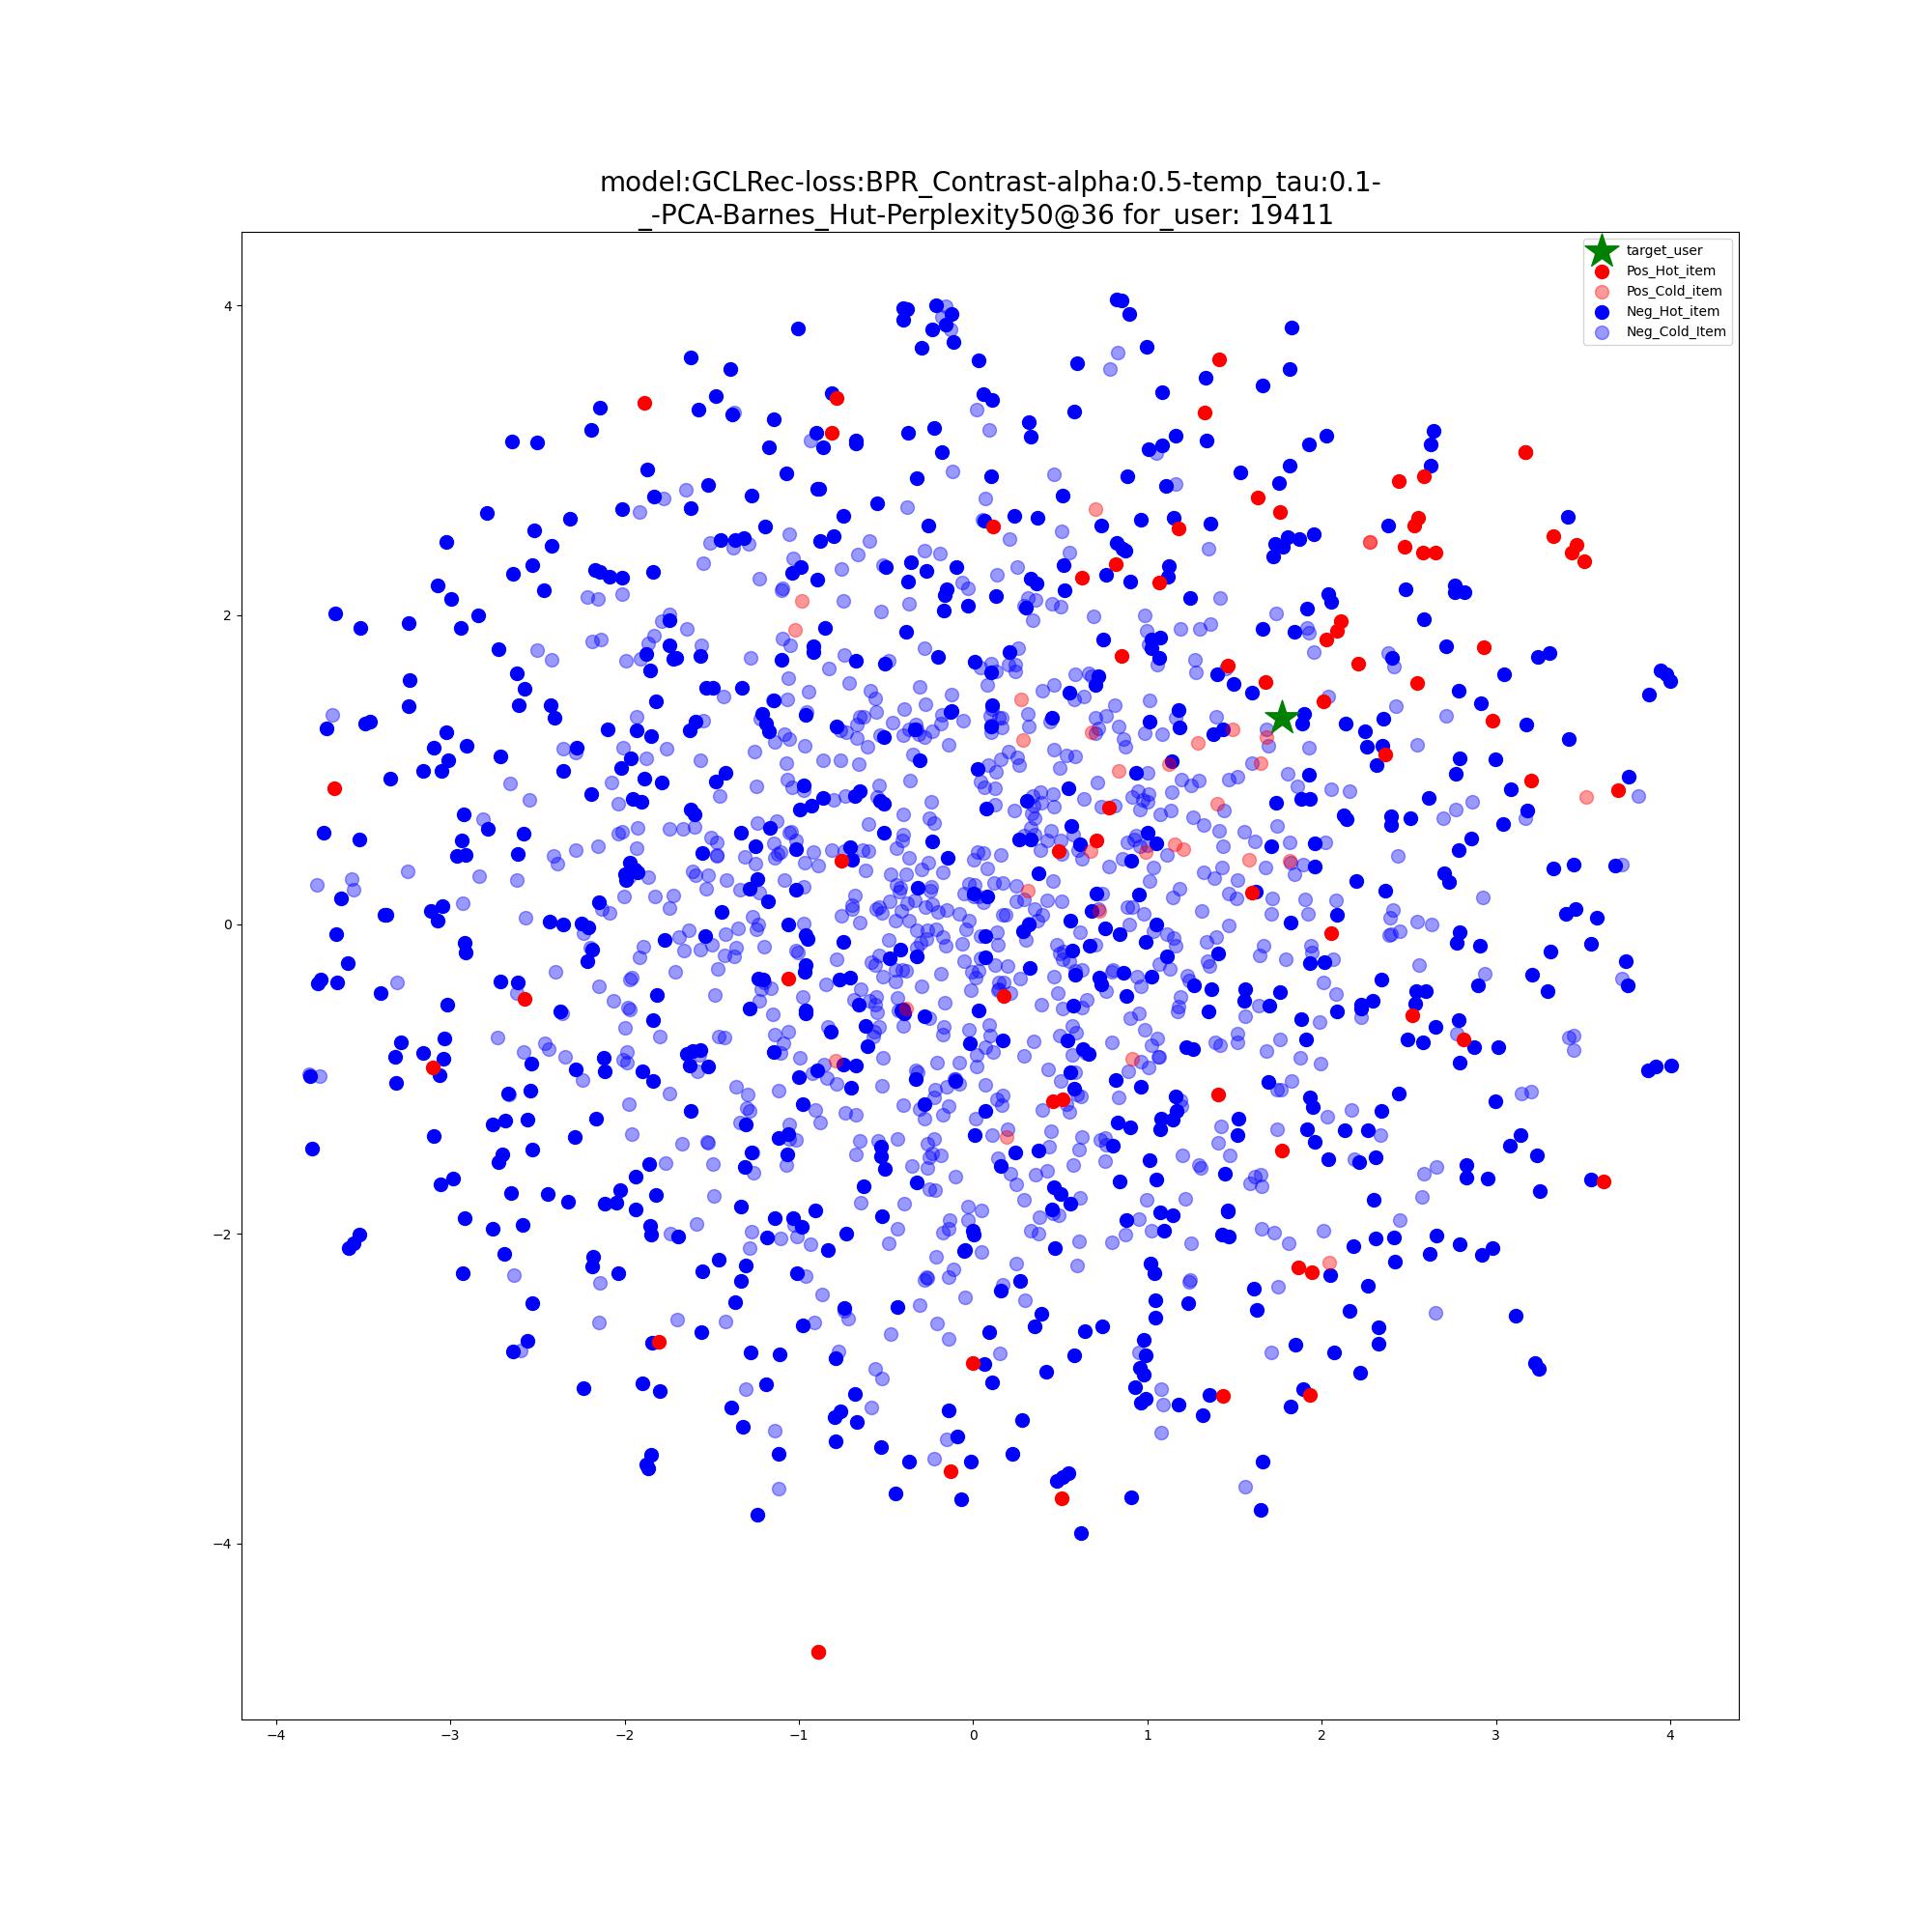 model:GCLRec-loss:BPR_Contrast-alpha:0.5-temp_tau:0.1-
_-PCA-Barnes_Hut-Perplexity50@36 for_user: 19411
target_user
Pos_Hot_item
Pos_Cold_item
Neg_Hot_item
Neg_Cold_Item
4
2
0
−2
−4
−4
−3
−2
−1
0
1
2
3
4